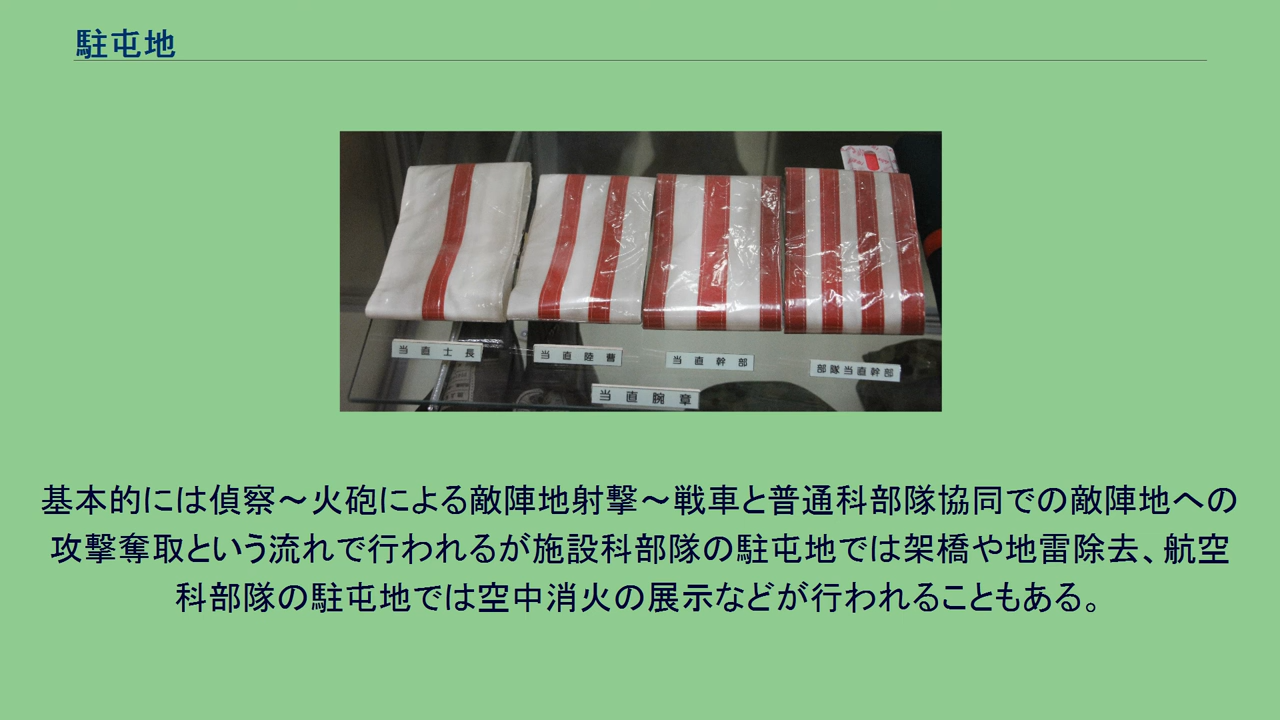 駐屯地
当直士長
当直陸曹
当直幹部
部隊当直幹部
当直腕章
基本的には偵察～火砲による敵陣地射撃～戦車と普通科部隊協同での敵陣地への
攻撃奪取という流れで行われるが施設科部隊の駐屯地では架橋や地雷除去、航空
科部隊の駐屯地では空中消火の展示などが行われることもある。